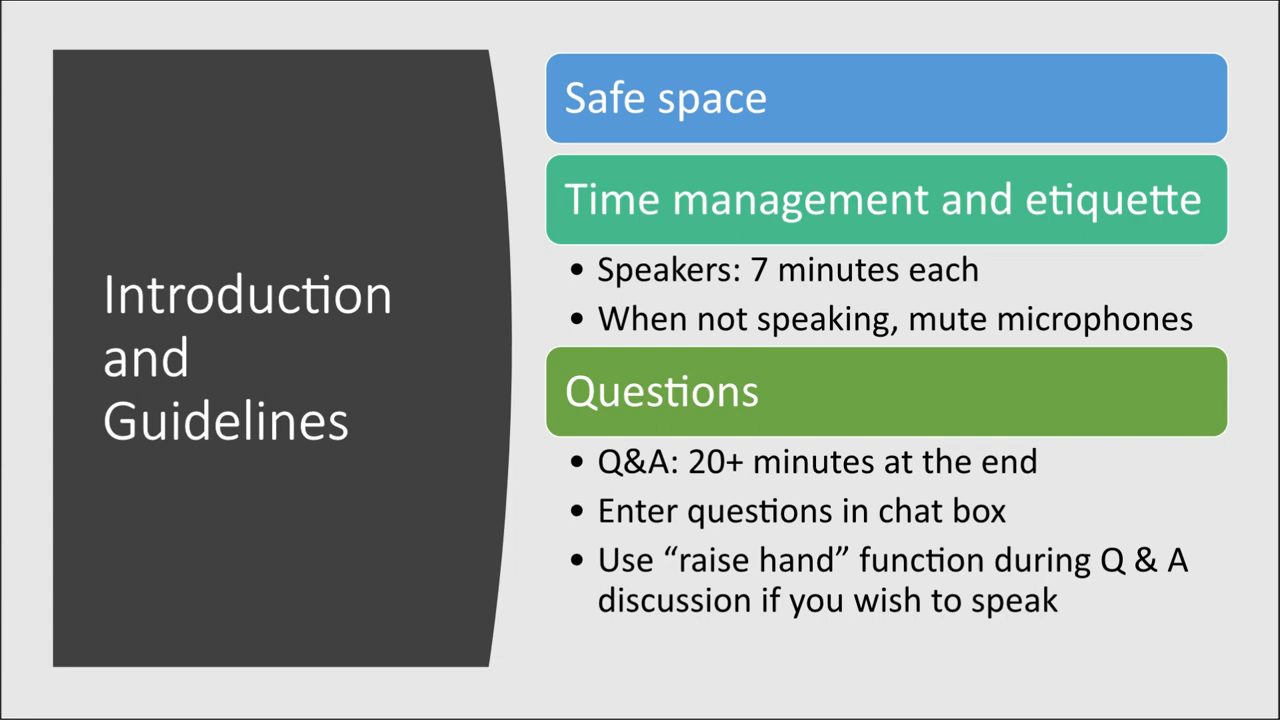 Introduction
and
Guidelines
Safe space
Time management and etiquette
• Speakers: 7 minutes each
• When not speaking, mute microphones
Questions
• Q&A: 20+ minutes at the end
• Enter questions in chat box
• Use “raise hand” function during Q & A
discussion if you wish to speak